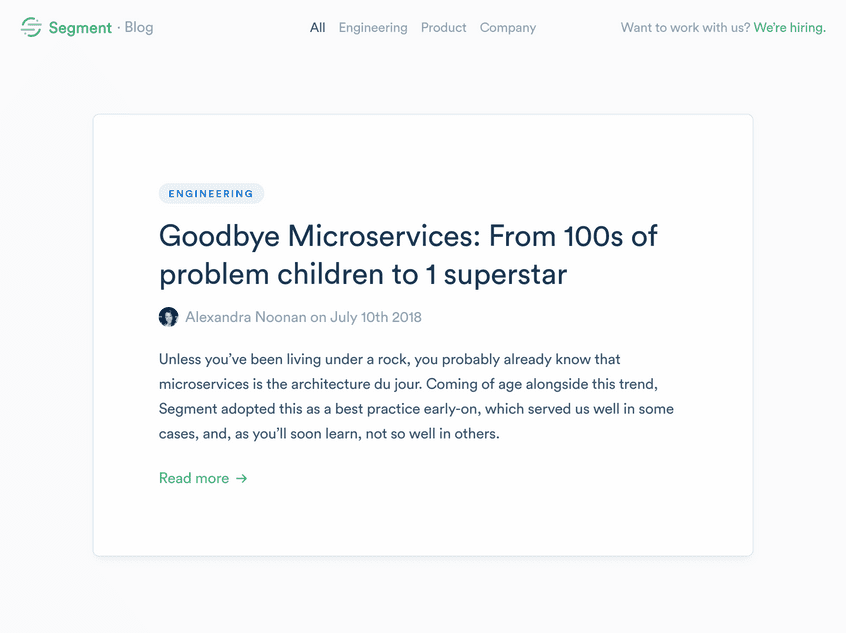 Segment · Blog
All Engineering Product Company
Want to work with us? We’re hiring.
ENGINEERING
Goodbye Microservices: From 100s of
problem children to 1 superstar
Alexandra Noonan on July 10th 2018
Unless you’ve been living under a rock, you probably already know that
microservices is the architecture du jour. Coming of age alongside this trend,
Segment adopted this as a best practice early-on, which served us well in some
cases, and, as you’ll soon learn, not so well in others.
Read more →